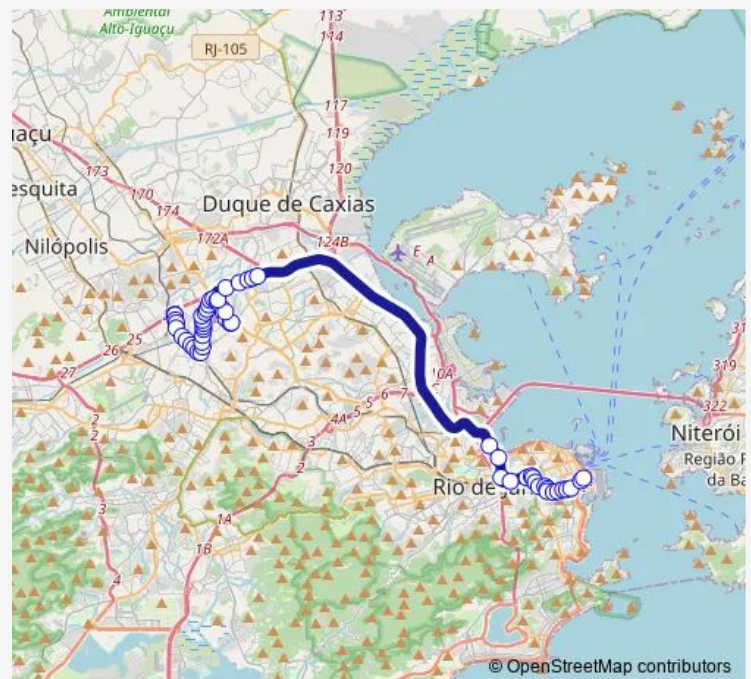 Ambiental
Alto-Iguaçu
RJ-105
113
114
117
119
120
uaçu
173
esquita
170
174
Duque de Caxias
172A
124B
Nilópolis
E
A
25
26
27
10A
7
6
5
5
4A
3
2
2
2
319
322
Niterói
Região
da Ba
Rio de Jan
1A
1B
3
4
© OpenStreetMap contributors